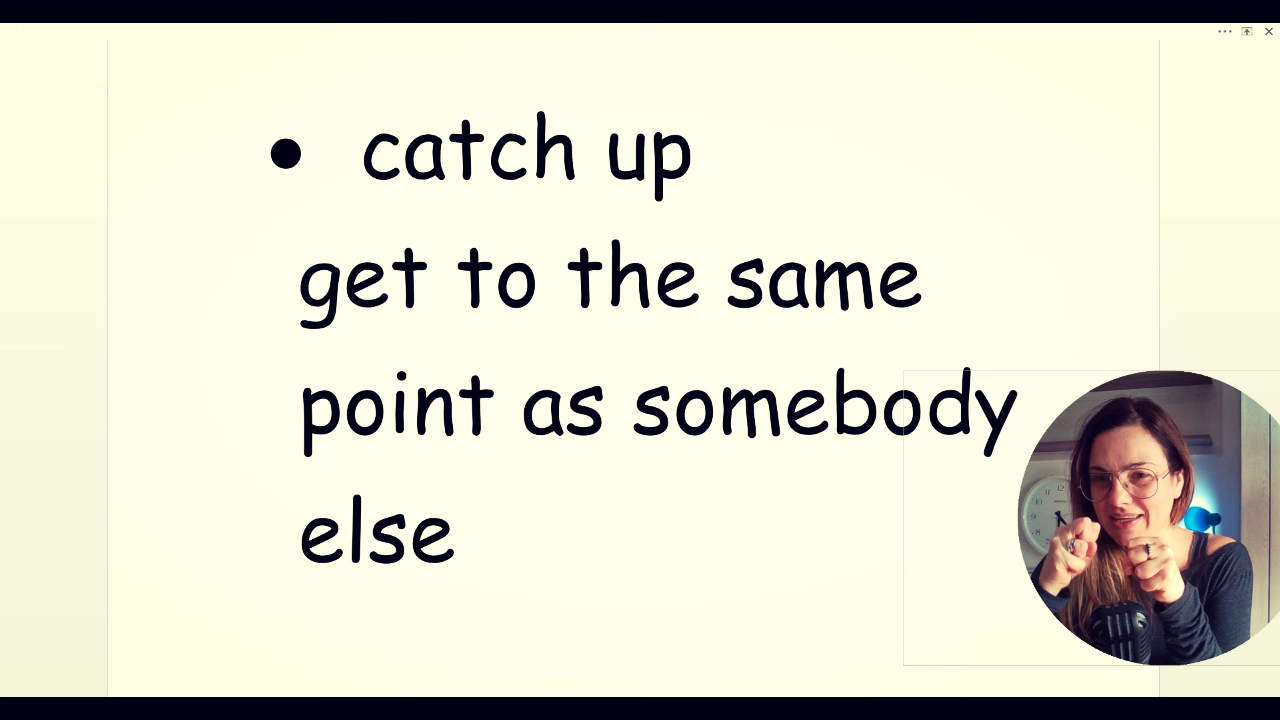 • catch up
get to the same
point as somebody
else